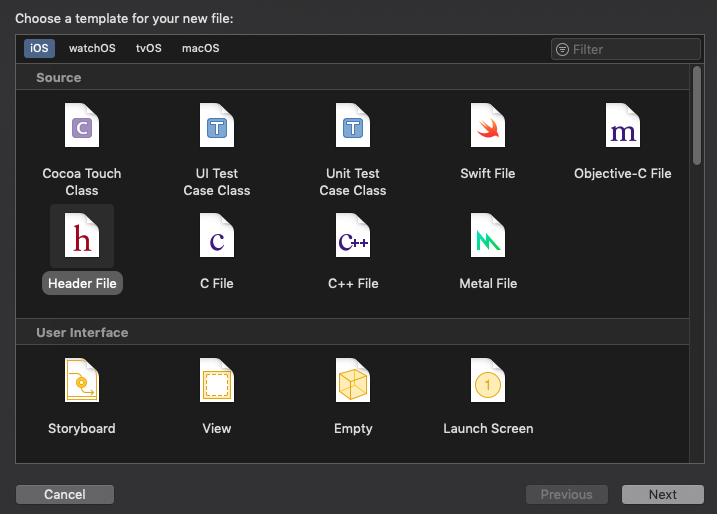 Choose a template for your new file:
iOS watchOS tvOS macOS Filter
Source
C T T m
Cocoa Touch Class
UI Test Case Class
Unit Test Case Class
Swift File
Objective-C File
h c C++
Header File
C File
C++ File
Metal File
User Interface
1
Storyboard
View
Empty
Launch Screen
Cancel Previous Next